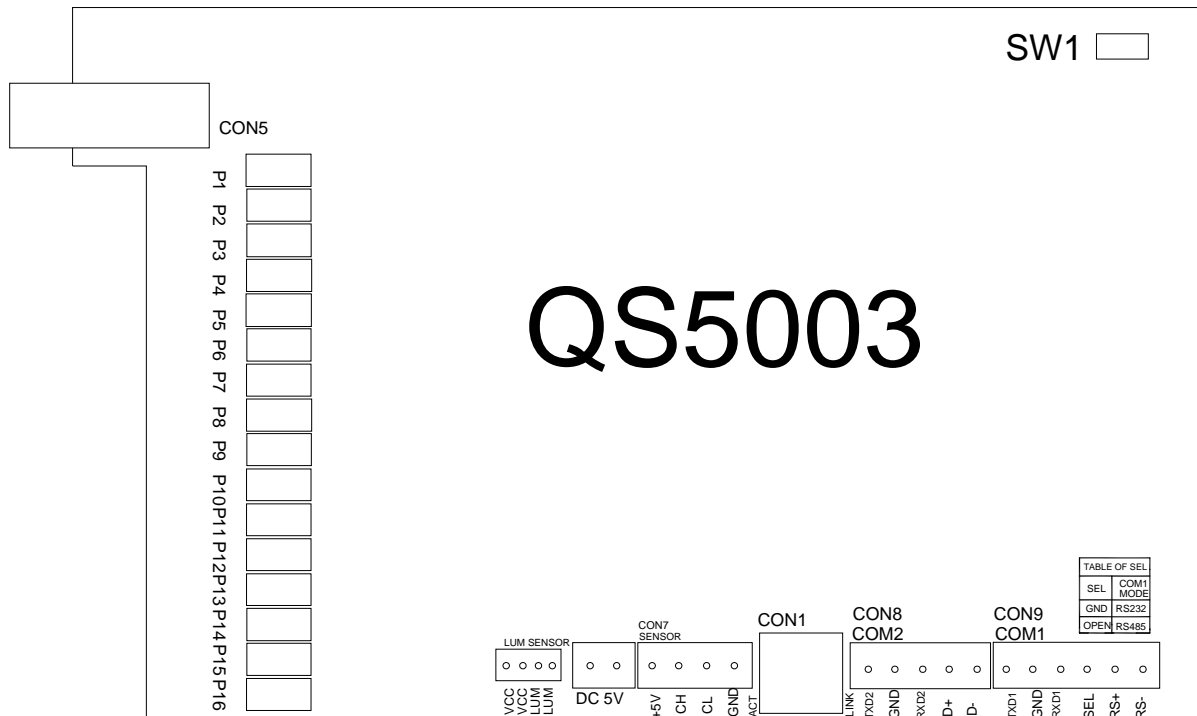 SW1
CON5
P1
P2
P3
P4
P5
P6
P7
P8
P9
P10
P11
P12
P13
P14
P15
P16
QS5003
TABLE OF SEL
SEL COM1 MODE
GND RS232
OPEN RS485
LUM SENSOR
VCC
VCC
LUM
LUM
DC 5V
CON7
SENSOR
+5V
CH
CL
GND
CON1
ACT
LINK
CON8
COM2
TXD2
GND
RXD2
D+
D-
CON9
COM1
TXD1
GND
RXD1
SEL
RS+
RS-